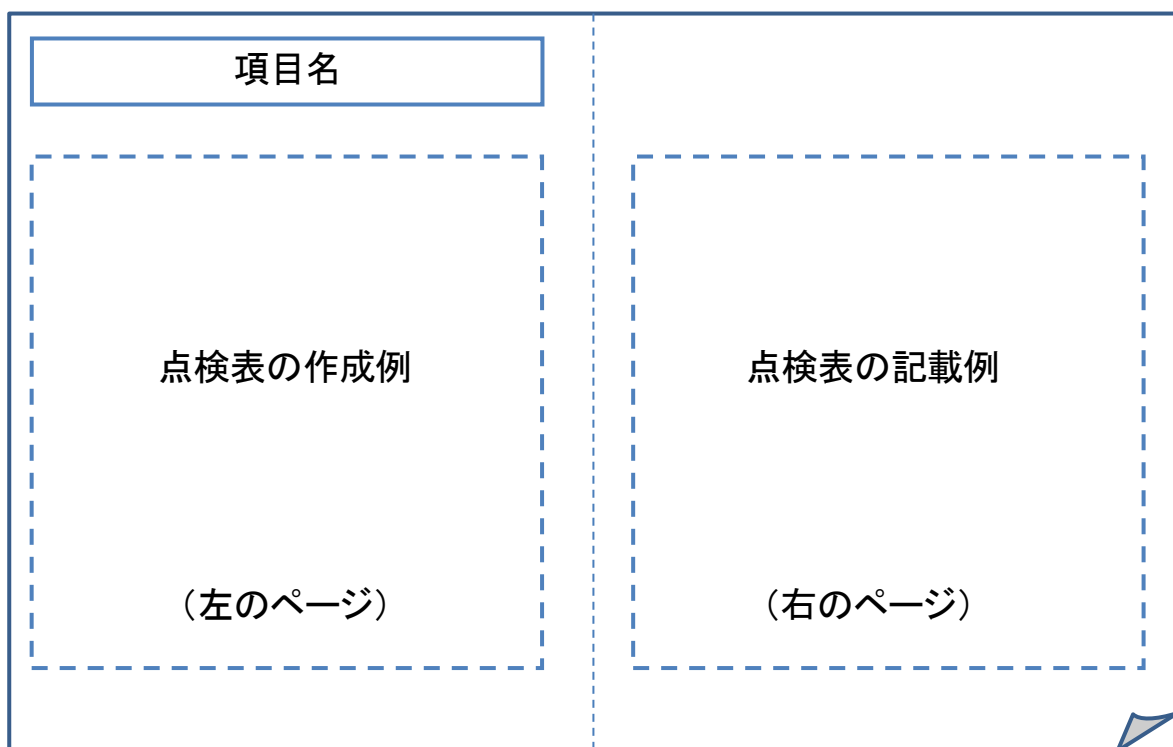 項目名
点検表の作成例
（左のページ）
点検表の記載例
（右のページ）